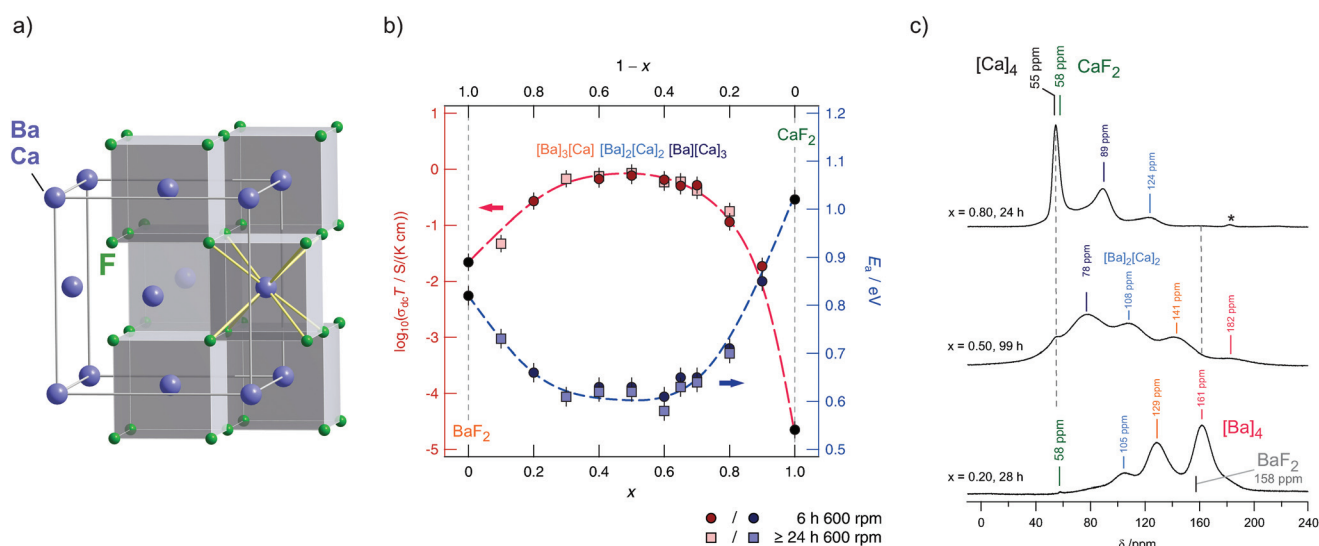 a)
Ba
Ca
F
b)
1 − x
1.0 0.8 0.6 0.4 0.2 0
1
0
-1
-2
-3
-4
-5
log10(σdcT / S/(K cm))
CaF2
[Ba]3[Ca] [Ba]2[Ca]2 [Ba][Ca]3
BaF2
1.2
1.1
1.0
0.9
0.8
0.7
0.6
0.5
Ea / eV
0 0.2 0.4 0.6 0.8 1.0
x
/ 6 h 600 rpm
/ ≥ 24 h 600 rpm
c)
[Ca]4
55 ppm
58 ppm
CaF2
89 ppm
124 ppm
*
x = 0.80, 24 h
78 ppm
[Ba]2[Ca]2
108 ppm
141 ppm
182 ppm
x = 0.50, 99 h
58 ppm
105 ppm
129 ppm
161 ppm
[Ba]4
BaF2
158 ppm
x = 0.20, 28 h
0 40 80 120 160 200 240
δ /ppm